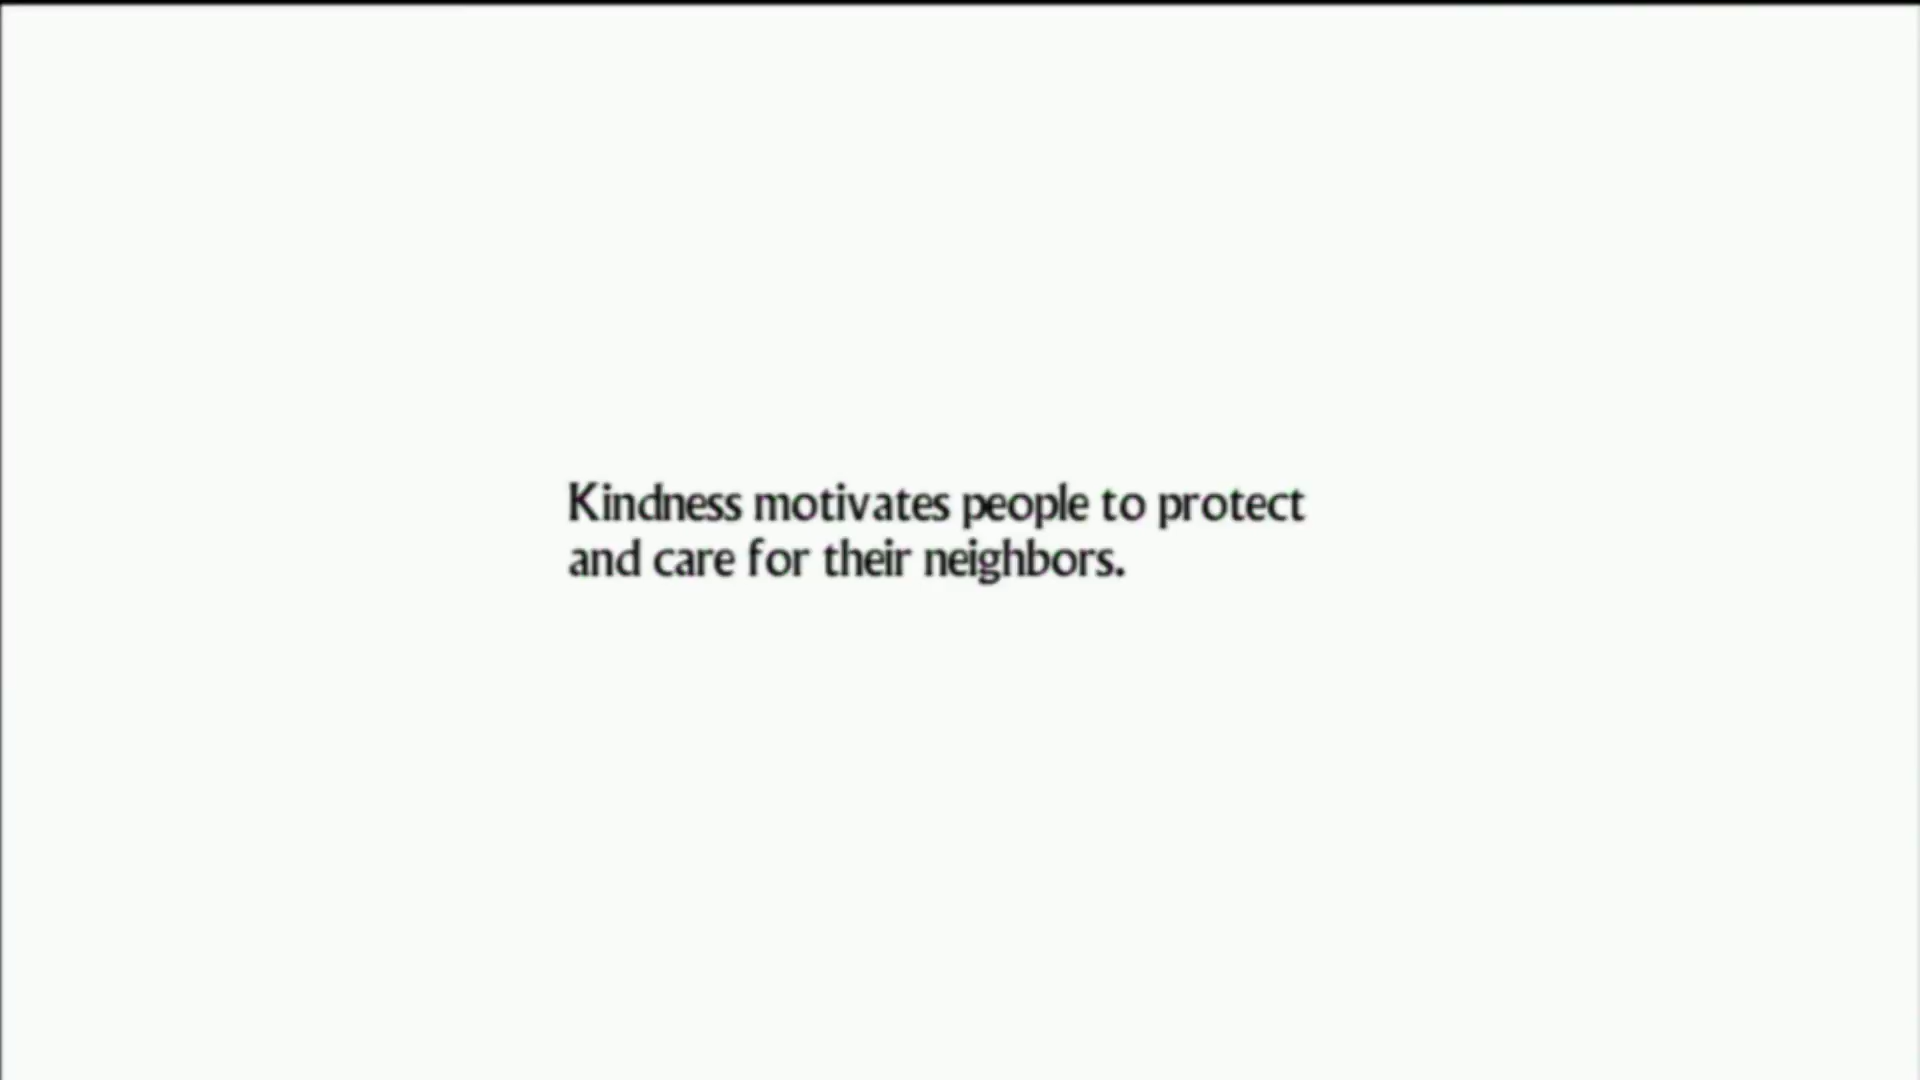 Kindness motivates people to protect
and care for their neighbors.